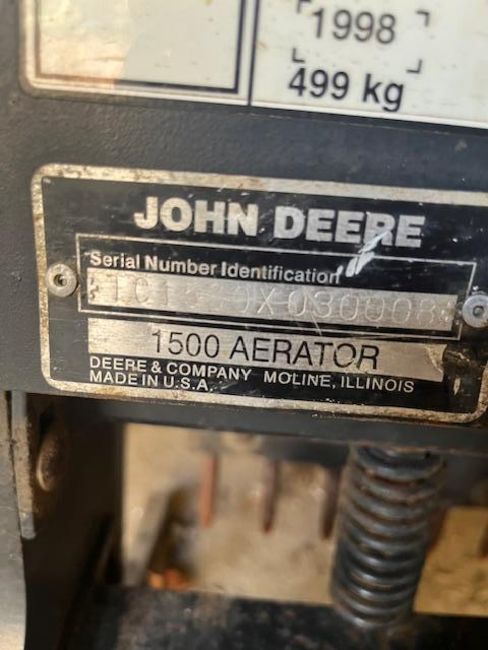 1998
499 kg
JOHN DEERE
Serial Number Identification
1500 AERATOR
DEERE & COMPANY MOLINE, ILLINOIS
MADE IN U.S.A.